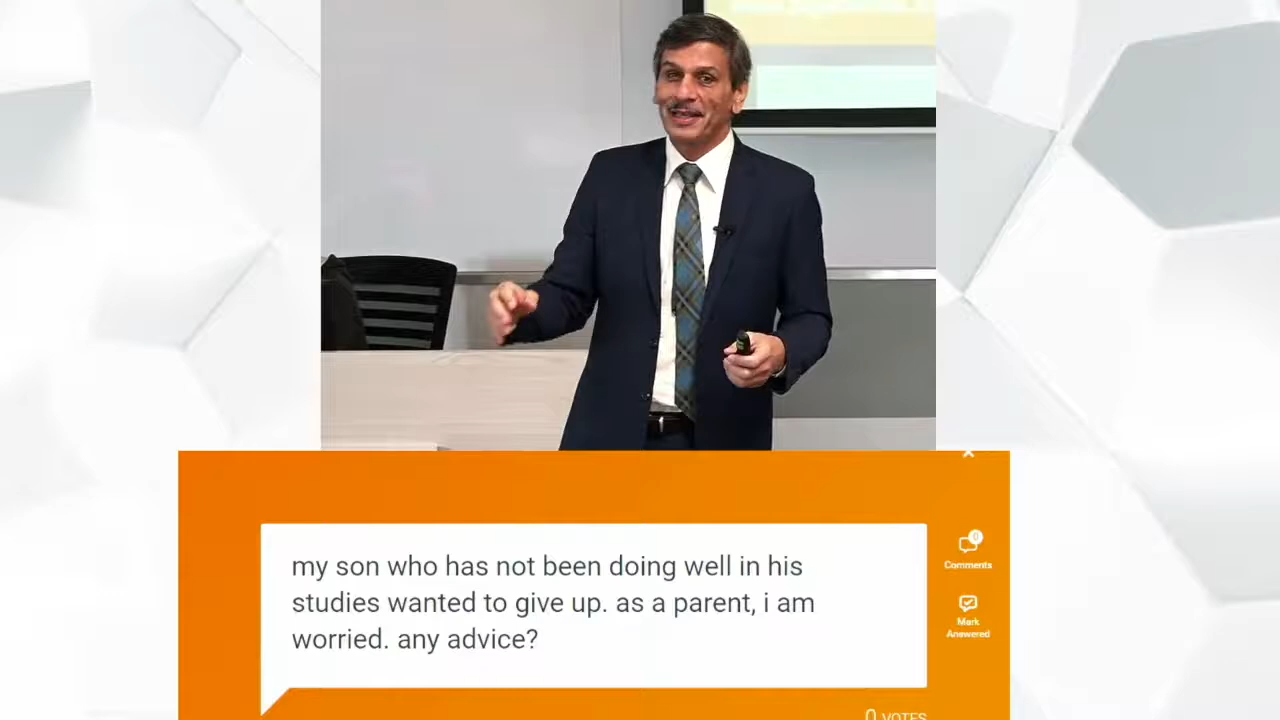 my son who has not been doing well in his
studies wanted to give up. as a parent, i am
worried. any advice?
0
Comments
Mark
Answered
0 VOTES